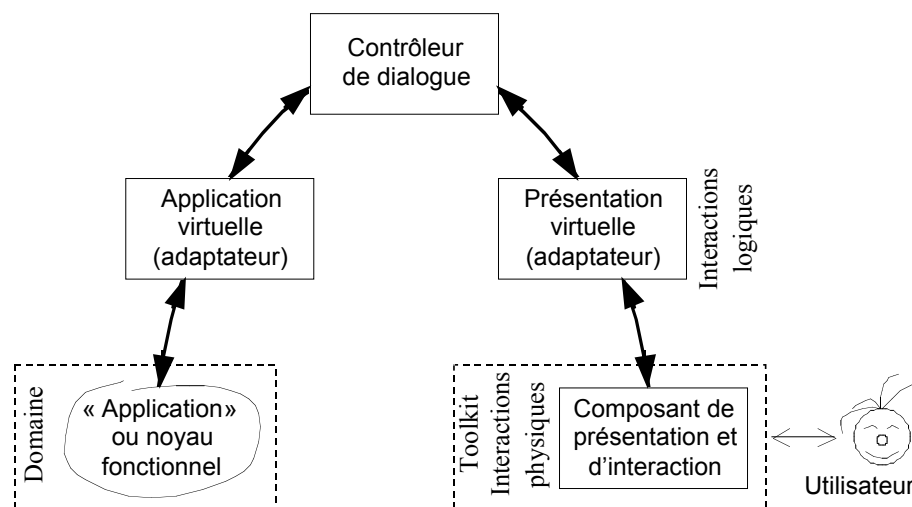 Contrôleur
de dialogue
Application
virtuelle
(adaptateur)
Présentation
virtuelle
(adaptateur)
Interactions
logiques
Domaine
« Application»
ou noyau
fonctionnel
Toolkit
Interactions
physiques
Composant de
présentation et
d'interaction
Utilisateur